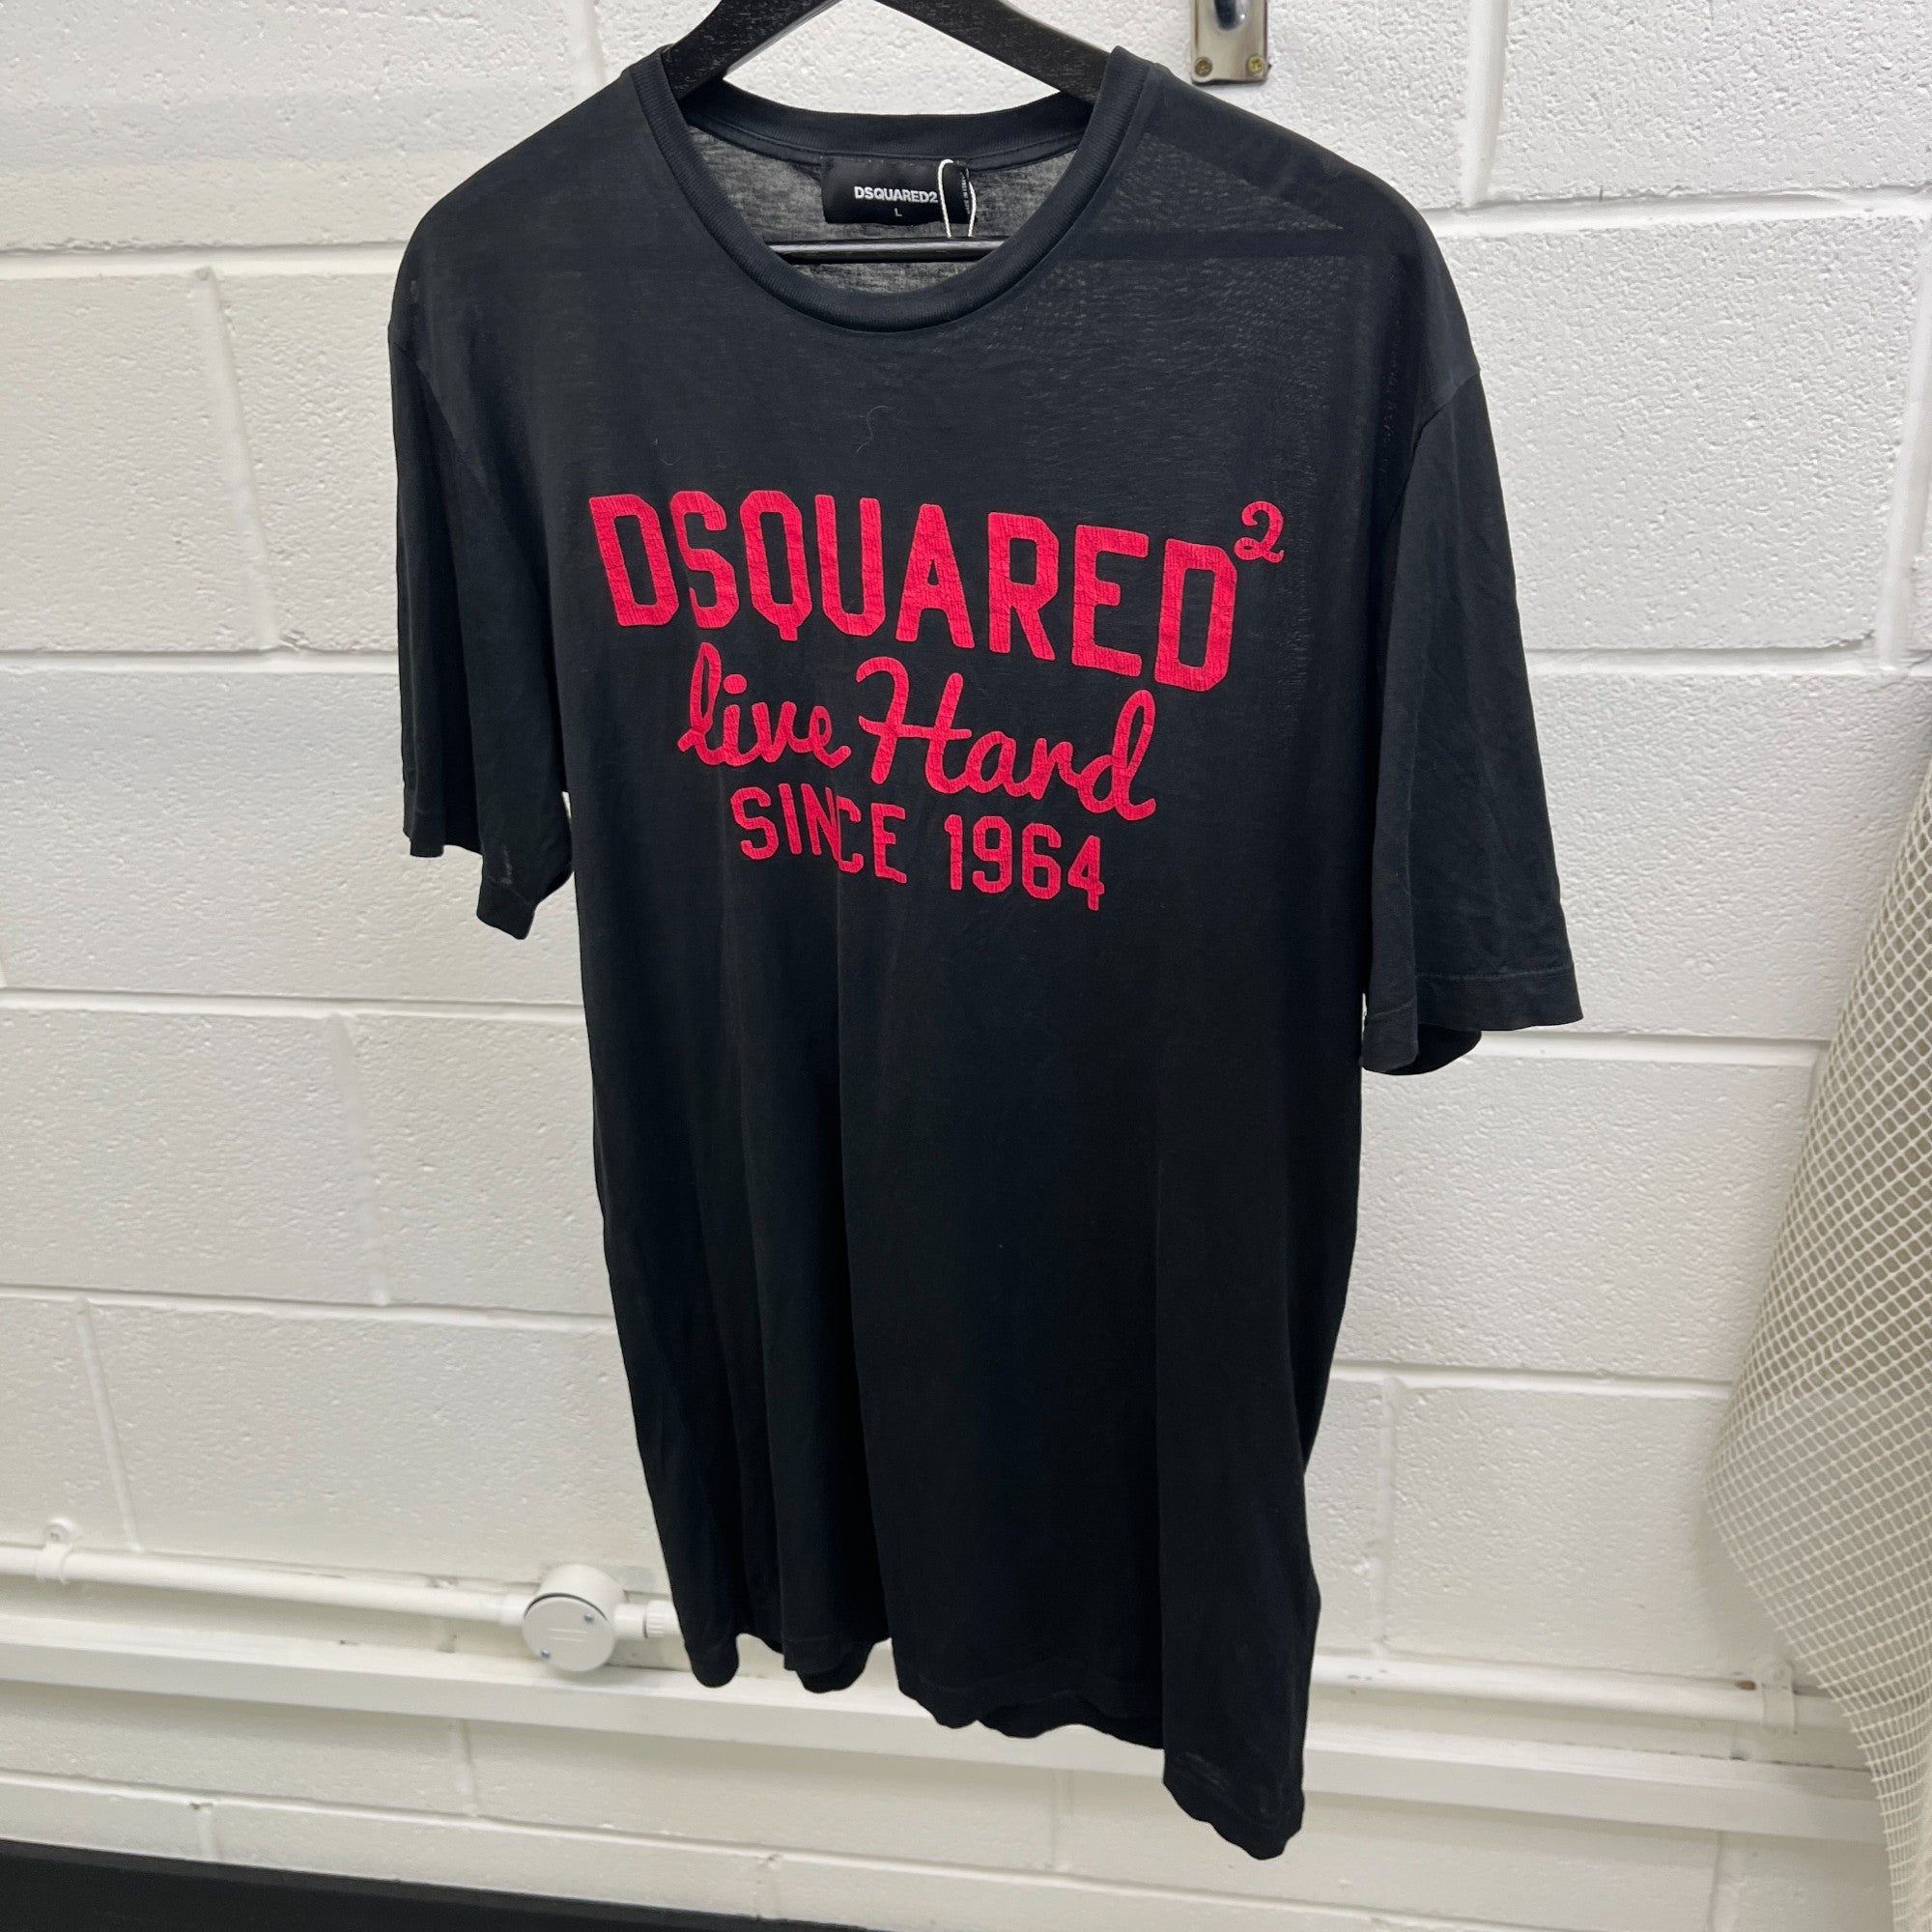 DSQUARED2
L
DSQUARED2
live Hard
SINCE 1964